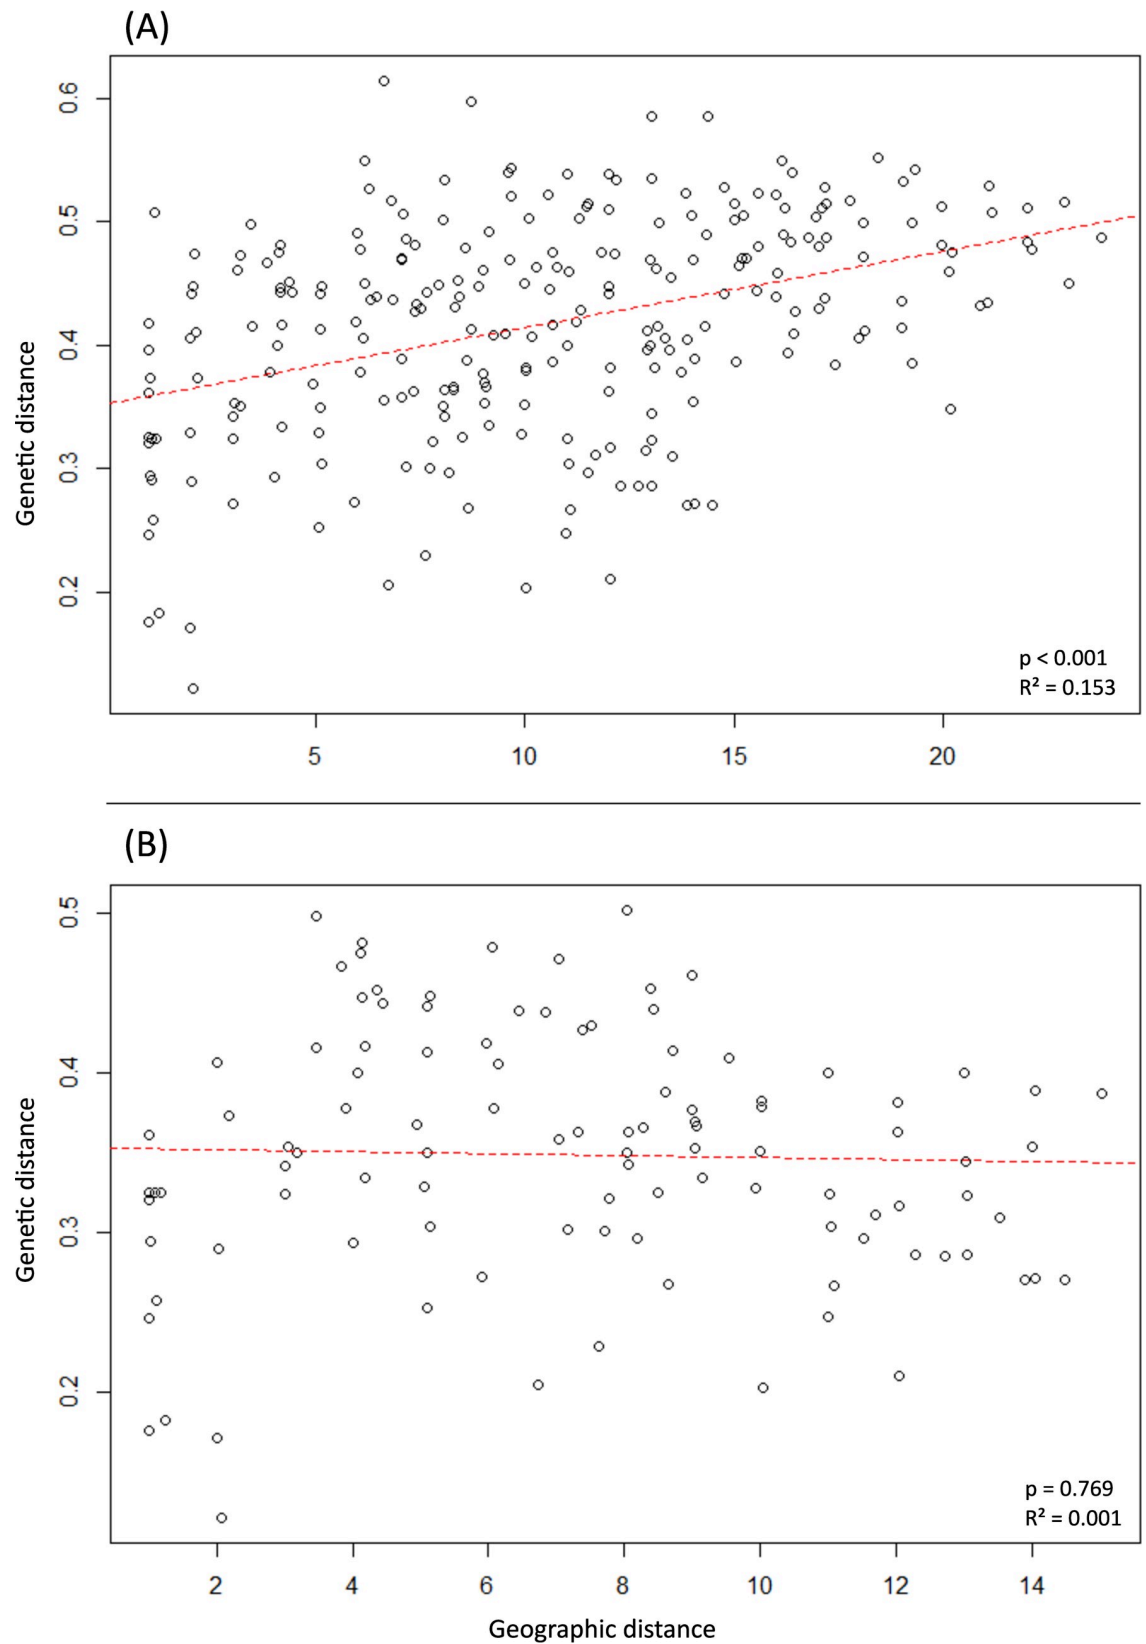 (A)
0.6
0.5
0.4
0.3
0.2
Genetic distance
p < 0.001
R² = 0.153
5 10 15 20
(B)
0.5
0.4
0.3
0.2
Genetic distance
p = 0.769
R² = 0.001
2 4 6 8 10 12 14
Geographic distance